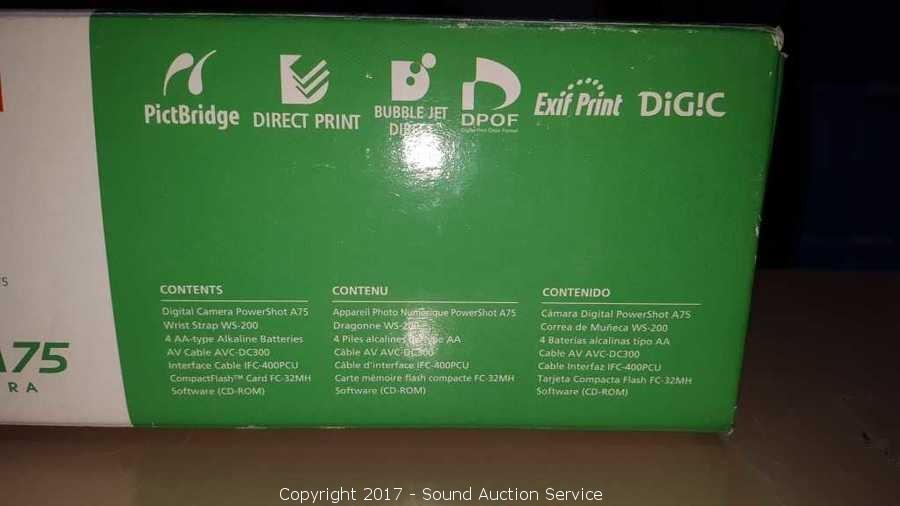 PictBridge
DIRECT PRINT
BUBBLE JET
DIRECT
DPOF
Digital Print Order Format
Exif Print
DiG!C
CONTENTS
Digital Camera PowerShot A75
Wrist Strap WS-200
4 AA-type Alkaline Batteries
AV Cable AVC-DC300
Interface Cable IFC-400PCU
CompactFlash™ Card FC-32MH
Software (CD-ROM)
CONTENU
Appareil Photo Numérique PowerShot A75
Dragonne WS-200
4 Piles alcalines de type AA
Câble AV AVC-DC300
Câble d'interface IFC-400PCU
Carte mémoire flash compacte FC-32MH
Software (CD-ROM)
CONTENIDO
Cámara Digital PowerShot A75
Correa de Muñeca WS-200
4 Baterías alcalinas tipo AA
Cable AV AVC-DC300
Cable Interfaz IFC-400PCU
Tarjeta Compacta Flash FC-32MH
Software (CD-ROM)
A75
RA
Copyright 2017 - Sound Auction Service